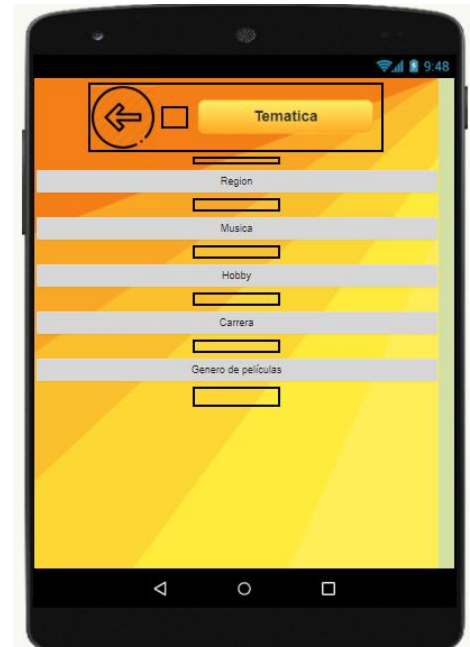 9:48
Tematica
Region
Musica
Hobby
Carrera
Genero de películas